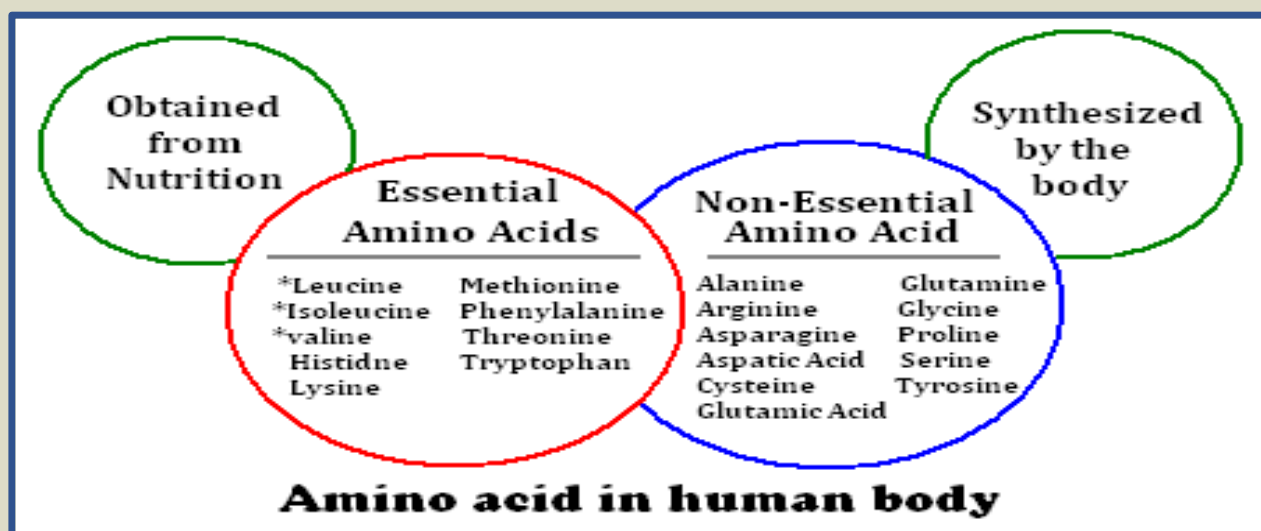 Obtained
from
Nutrition
Synthesized
by the
body
Essential
Amino Acids
*Leucine Methionine
*Isoleucine Phenylalanine
*valine Threonine
Histidne Tryptophan
Lysine
Non-Essential
Amino Acid
Alanine Glutamine
Arginine Glycine
Asparagine Proline
Aspatic Acid Serine
Cysteine Tyrosine
Glutamic Acid
Amino acid in human body